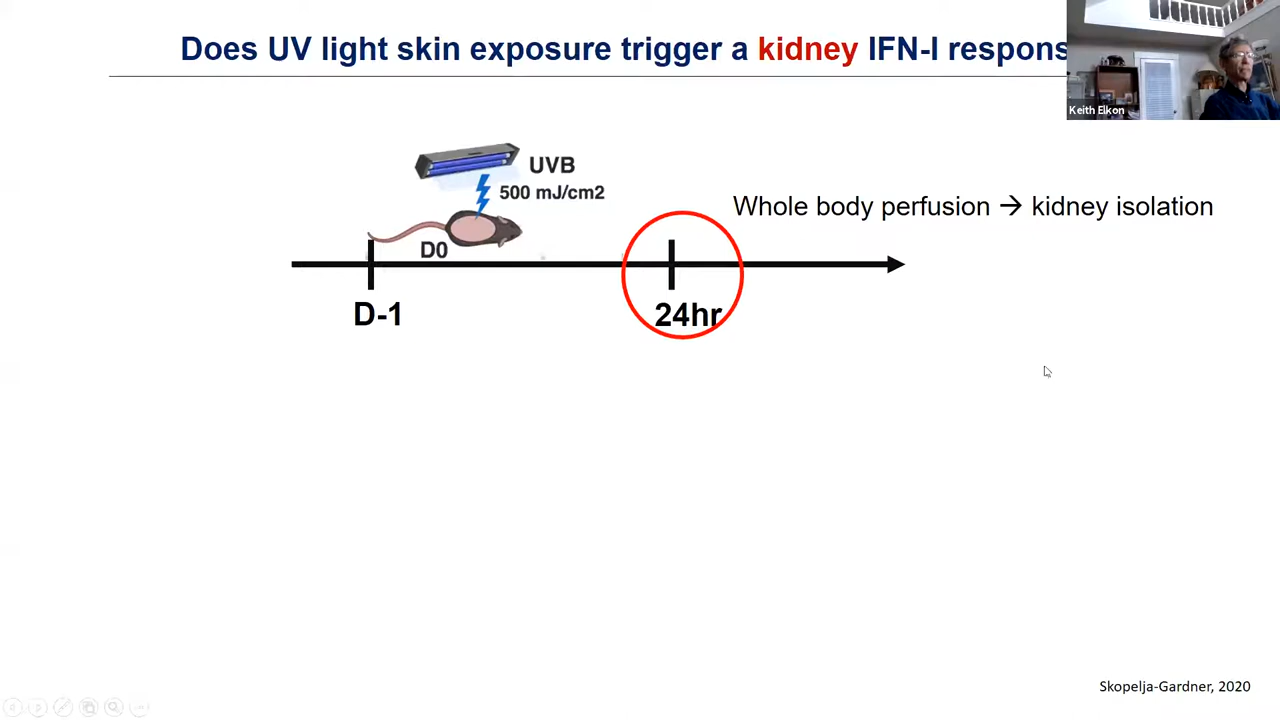 Does UV light skin exposure trigger a kidney IFN-I respons
Keith Elkon
UVB
500 mJ/cm2
Whole body perfusion → kidney isolation
D0
D-1
24hr
Skopelja-Gardner, 2020